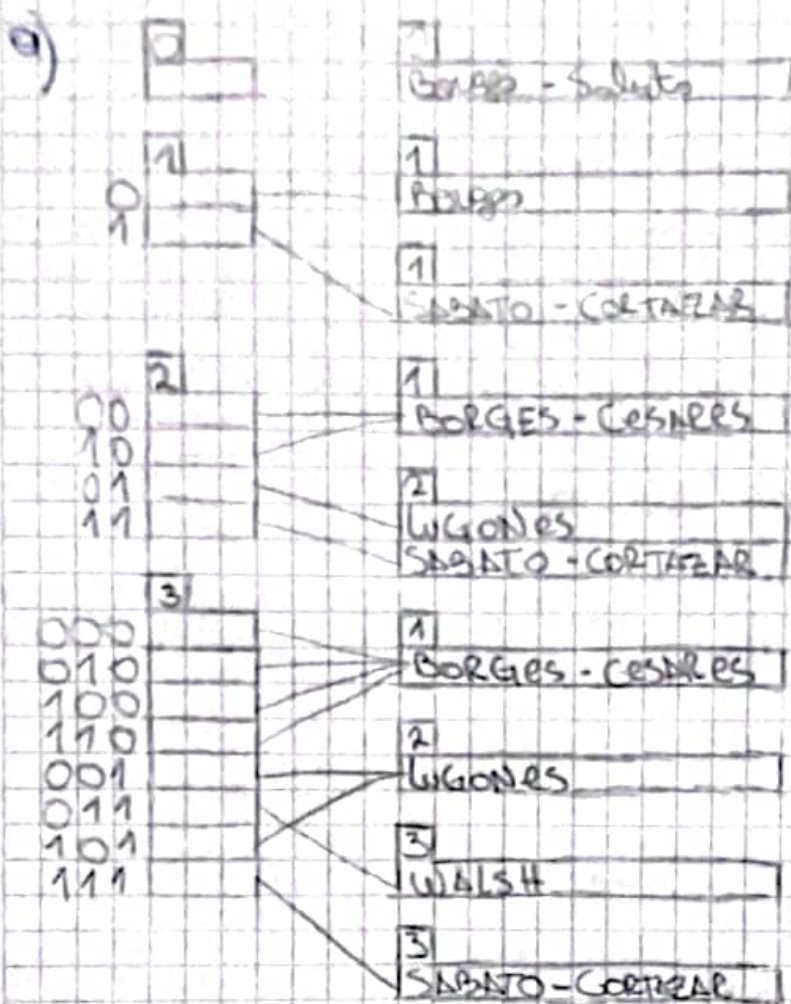 a)
0
1
0
1
1
Borges
1
SABATO - CORTAZAR
2
00
10
01
11
1
BORGES - CESARES
2
LUGONES
SABATO - CORTAZAR
3
000
010
100
110
001
011
101
111
1
BORGES - CESARES
2
LUGONES
3
WALSH
3
SABATO - CORTAZAR